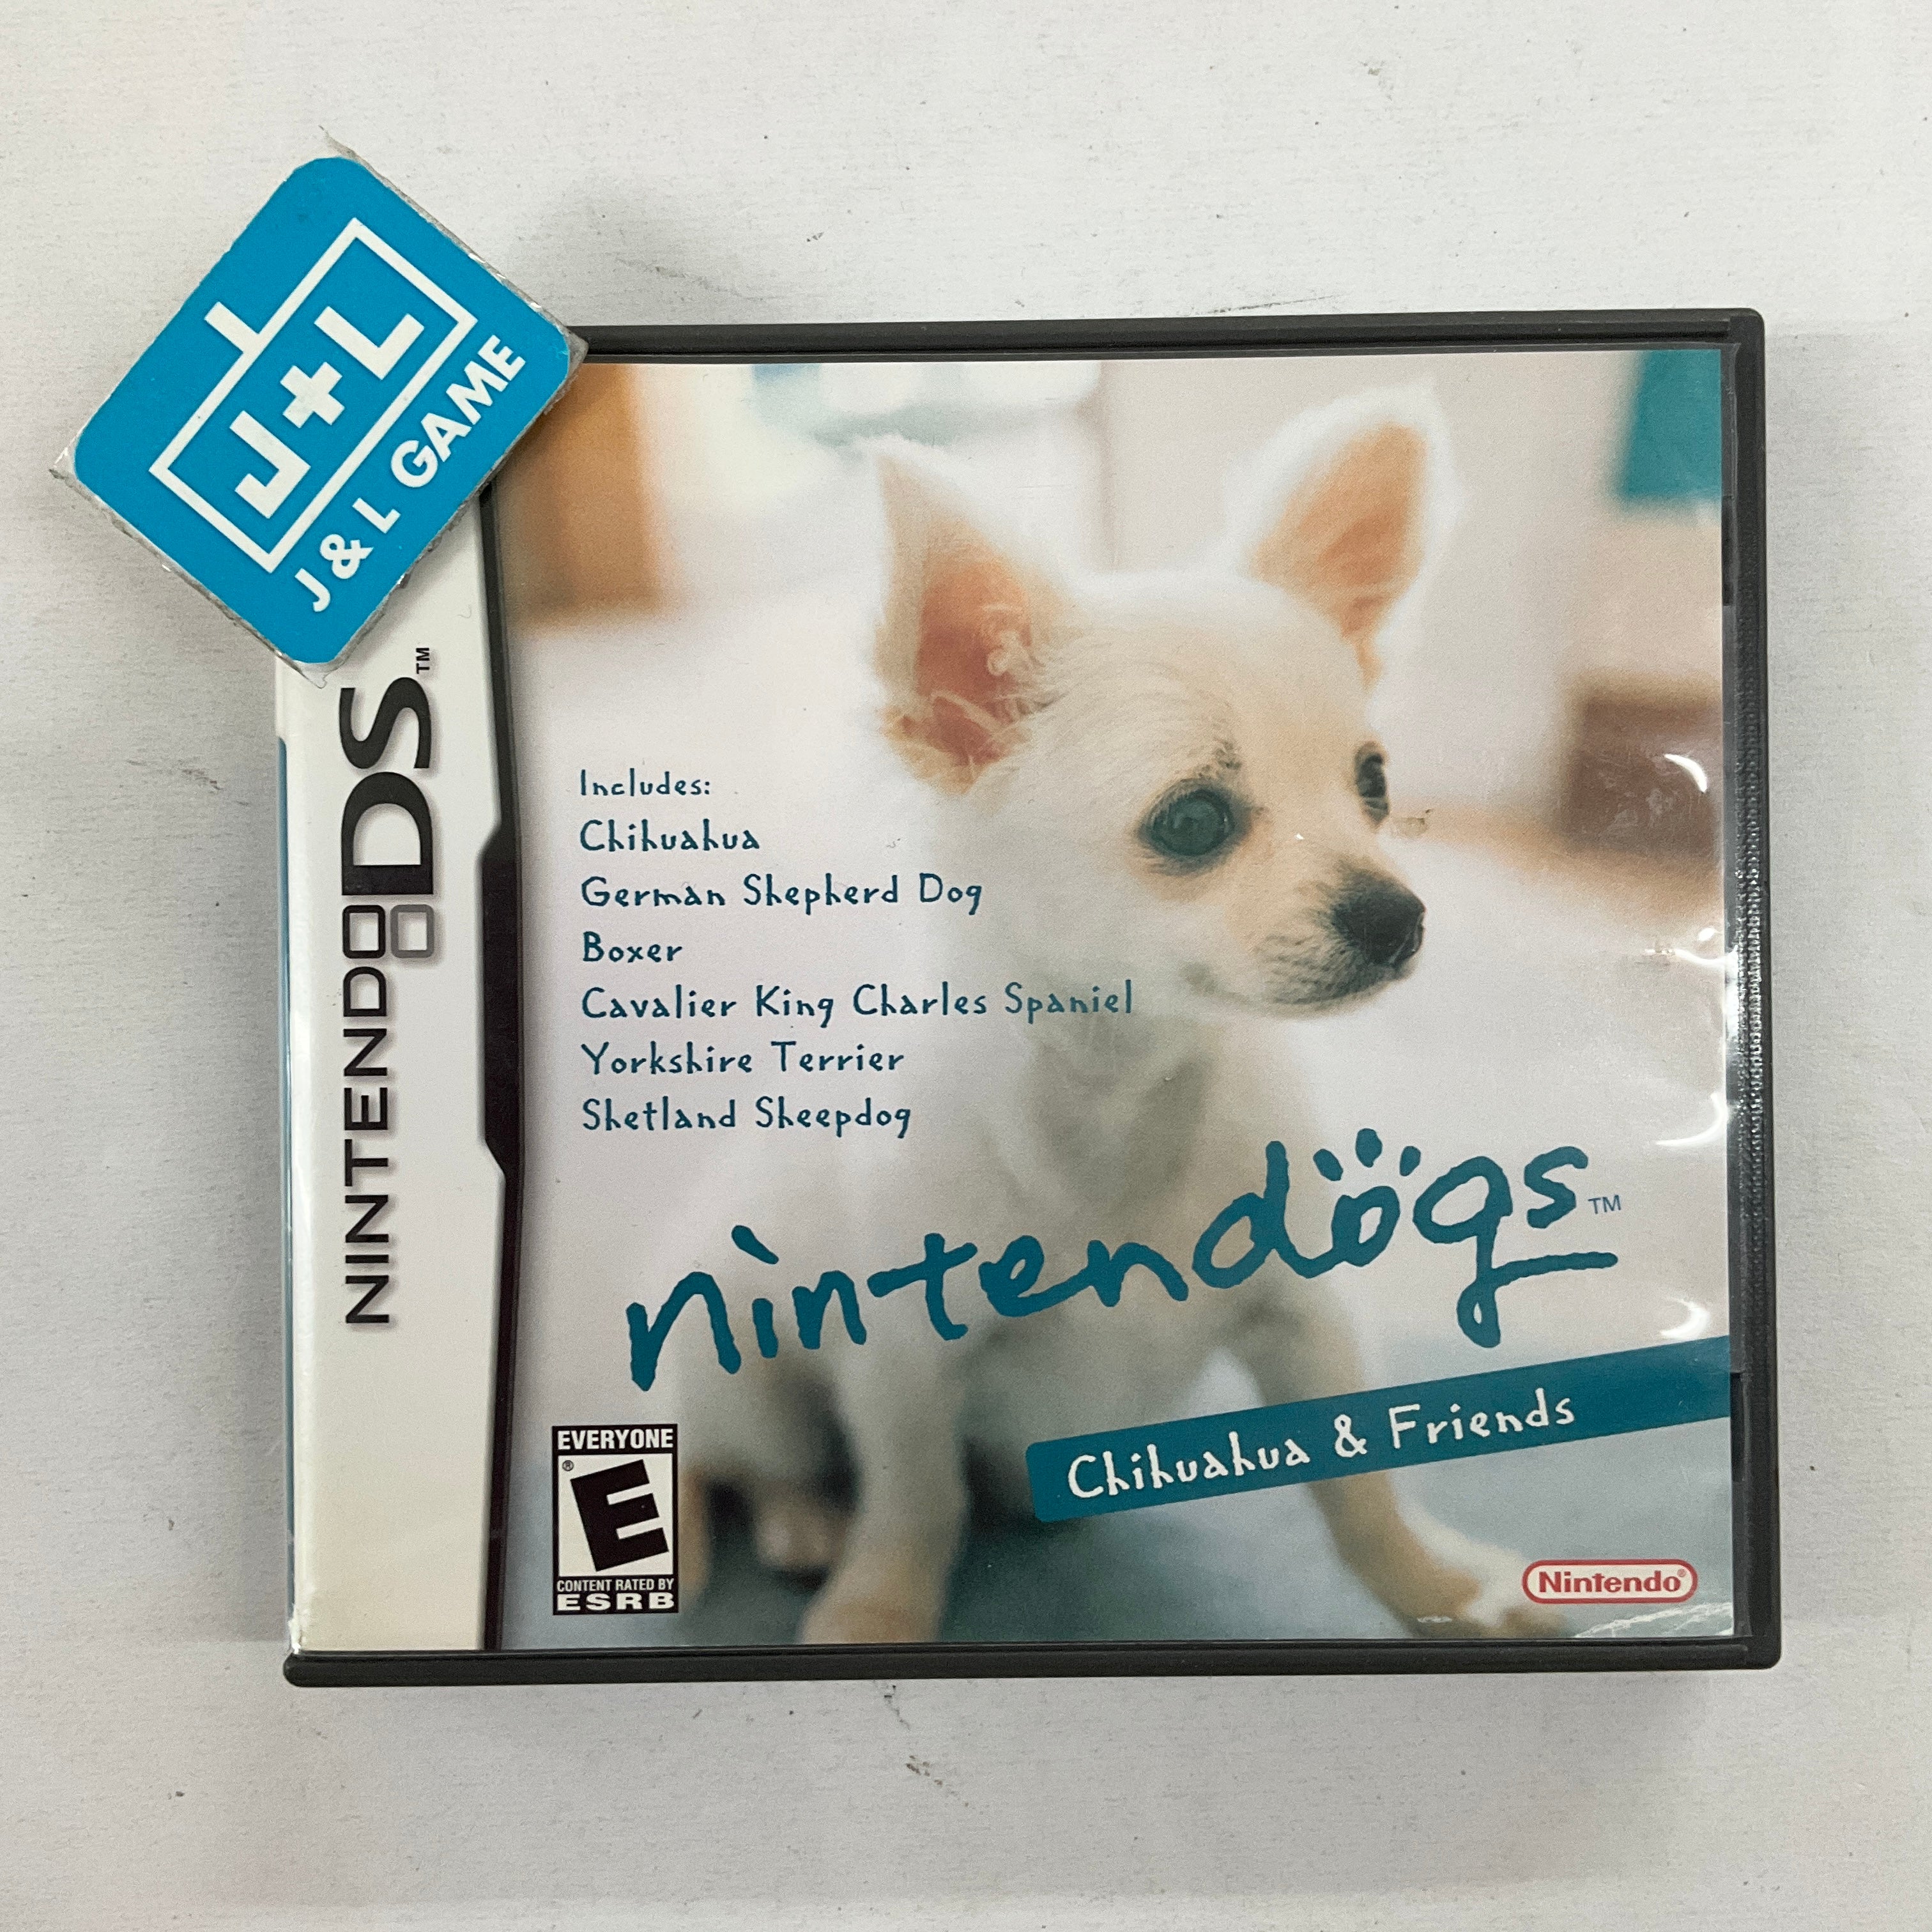 J+L
J & L GAME
NINTENDO DS™
Includes:
Chihuahua
German Shepherd Dog
Boxer
Cavalier King Charles Spaniel
Yorkshire Terrier
Shetland Sheepdog
nintendögs™
Chihuahua & Friends
EVERYONE
E®
CONTENT RATED BY
ESRB
Nintendo®